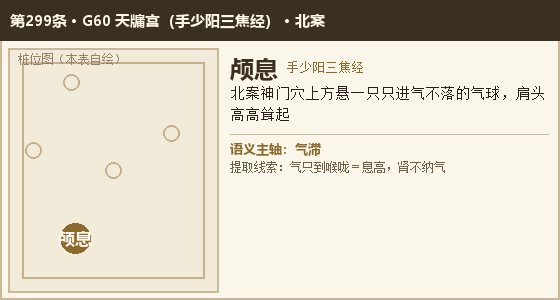 第299条·G60 天牖宫（手少阳三焦经）·北案
桩位图（本表自绘）
颅息
颅息 手少阳三焦经
北案神门穴上方悬一只只进气不落的气球，肩头
高高耸起
语义主轴：气滞
提取线索：气只到喉咙＝息高，肾不纳气